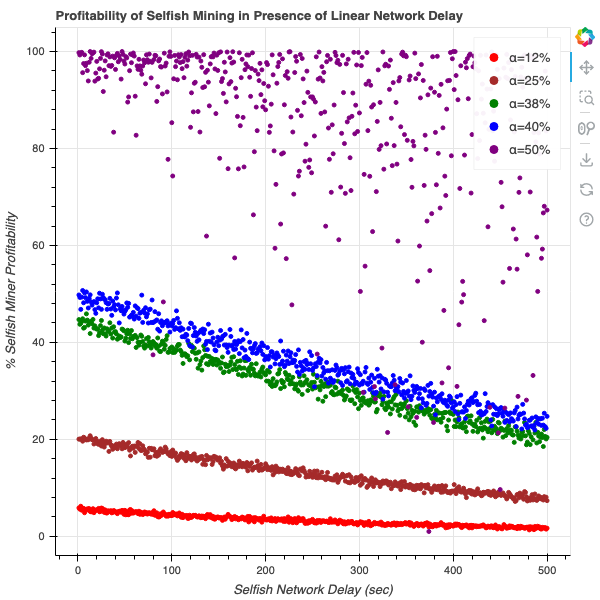 Profitability of Selfish Mining in Presence of Linear Network Delay
100
80
60
40
20
0
% Selfish Miner Profitability
α=12%
α=25%
α=38%
α=40%
α=50%
0 100 200 300 400 500
Selfish Network Delay (sec)